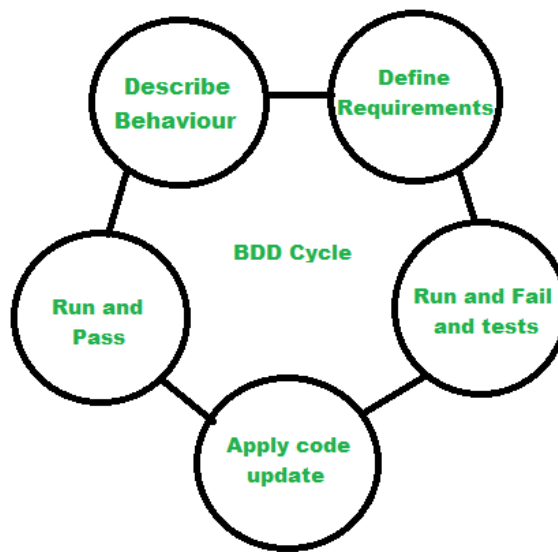 Describe
Behaviour
Define
Requirements
BDD Cycle
Run and Fail
and tests
Apply code
update
Run and
Pass